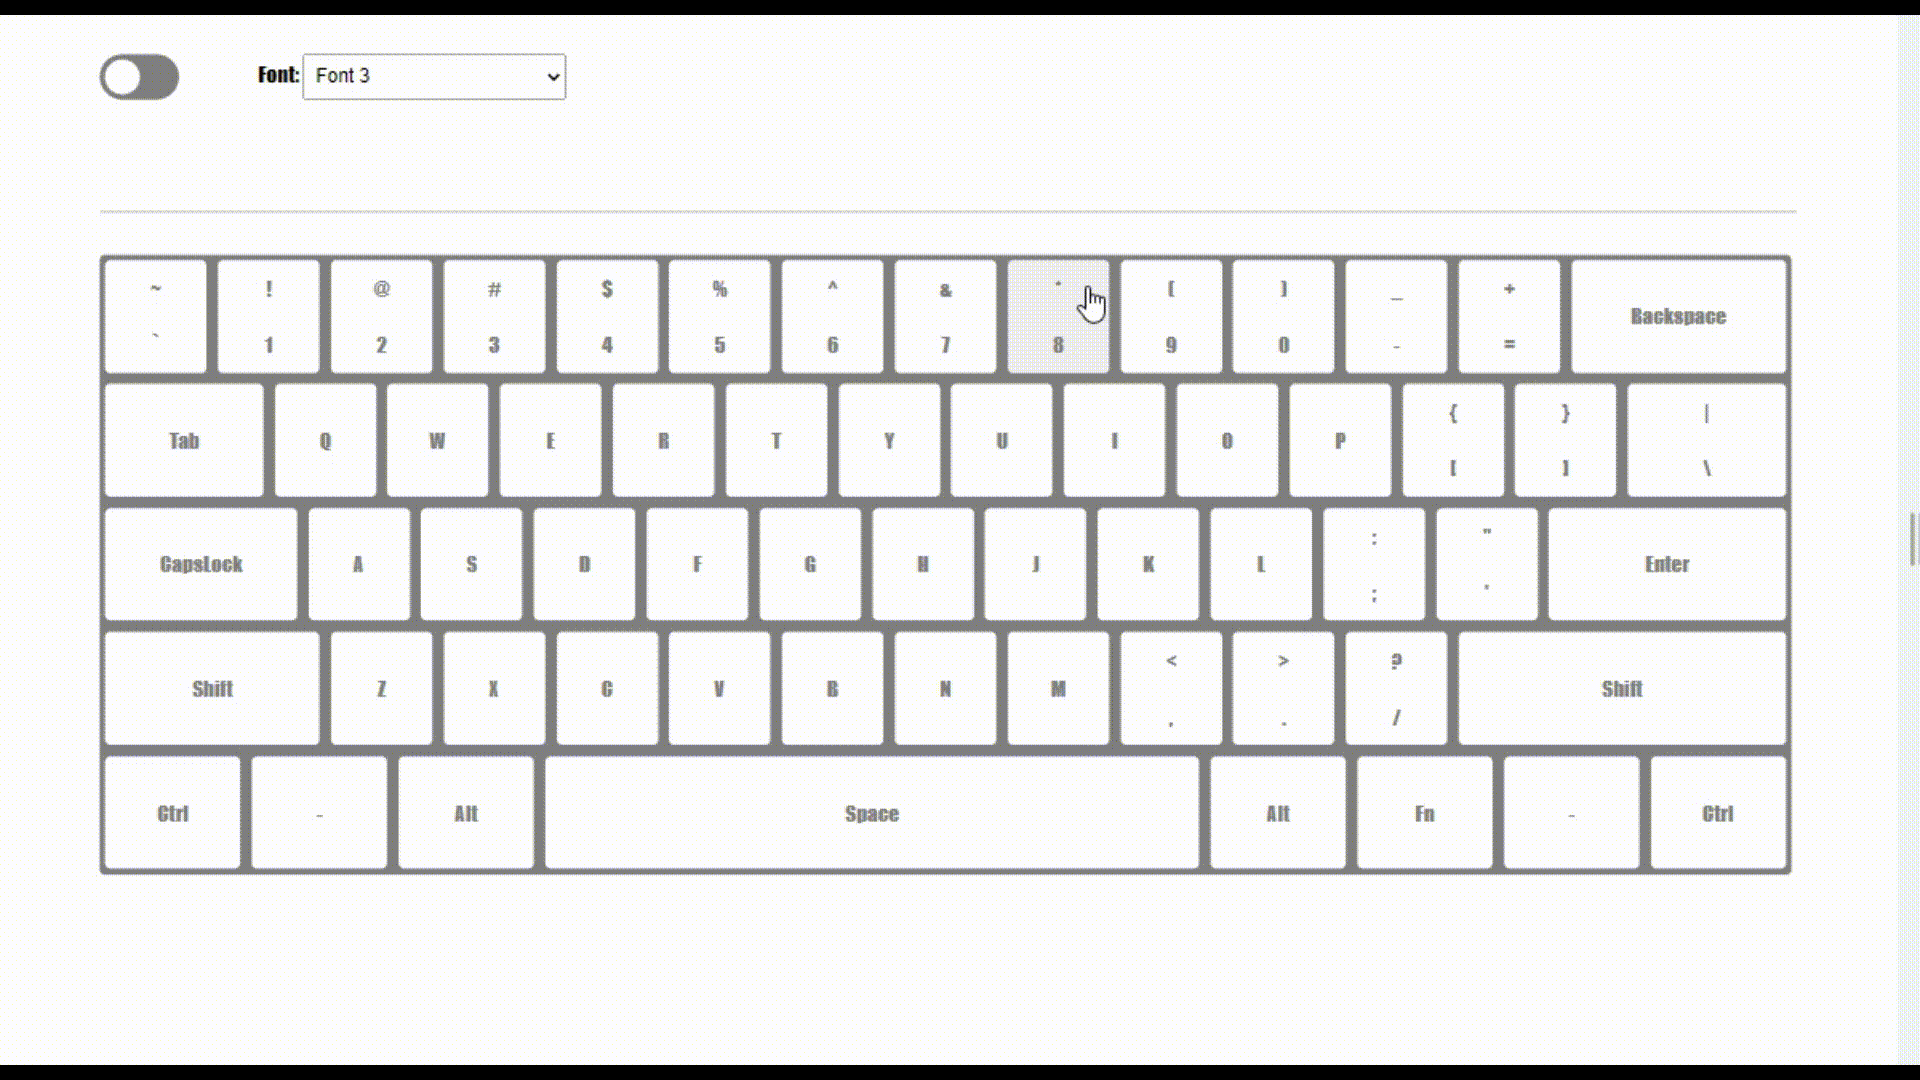 Font: Font 3
~ ! @ # $ % ^ & * ( ) _ + Backspace
` 1 2 3 4 5 6 7 8 9 0 - =
Tab Q W E R T Y U I O P { } |
[ ] \
CapsLock A S D F G H J K L : " Enter
; '
Shift Z X C V B N M < > ? Shift
, . /
Ctrl - Alt Space Alt Fn - Ctrl